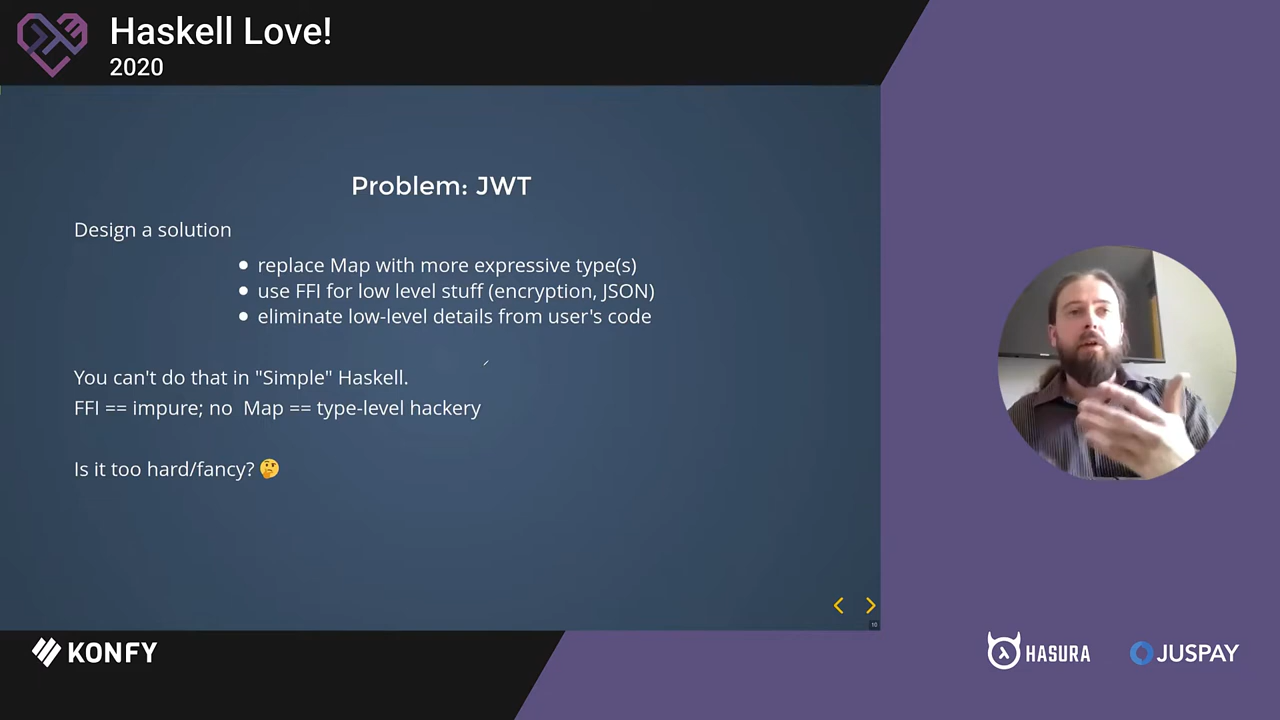 Haskell Love!
2020
Problem: JWT
Design a solution
replace Map with more expressive type(s)
use FFI for low level stuff (encryption, JSON)
eliminate low-level details from user's code
You can't do that in "Simple" Haskell.
FFI == impure; no Map == type-level hackery
Is it too hard/fancy? 🤔
10
KONFY
HASURA
JUSPAY